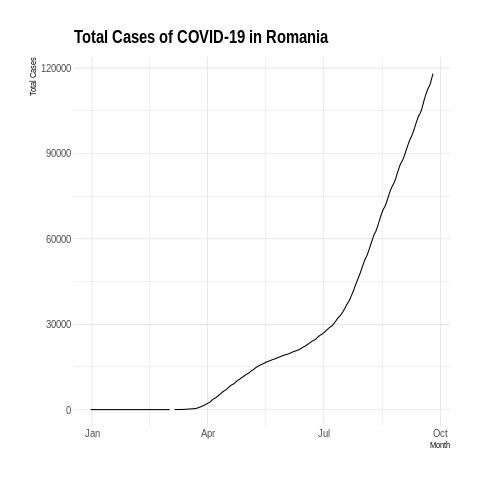 Total Cases of COVID-19 in Romania
Total Cases
120000
90000
60000
30000
0
Jan Apr Jul Oct
Month